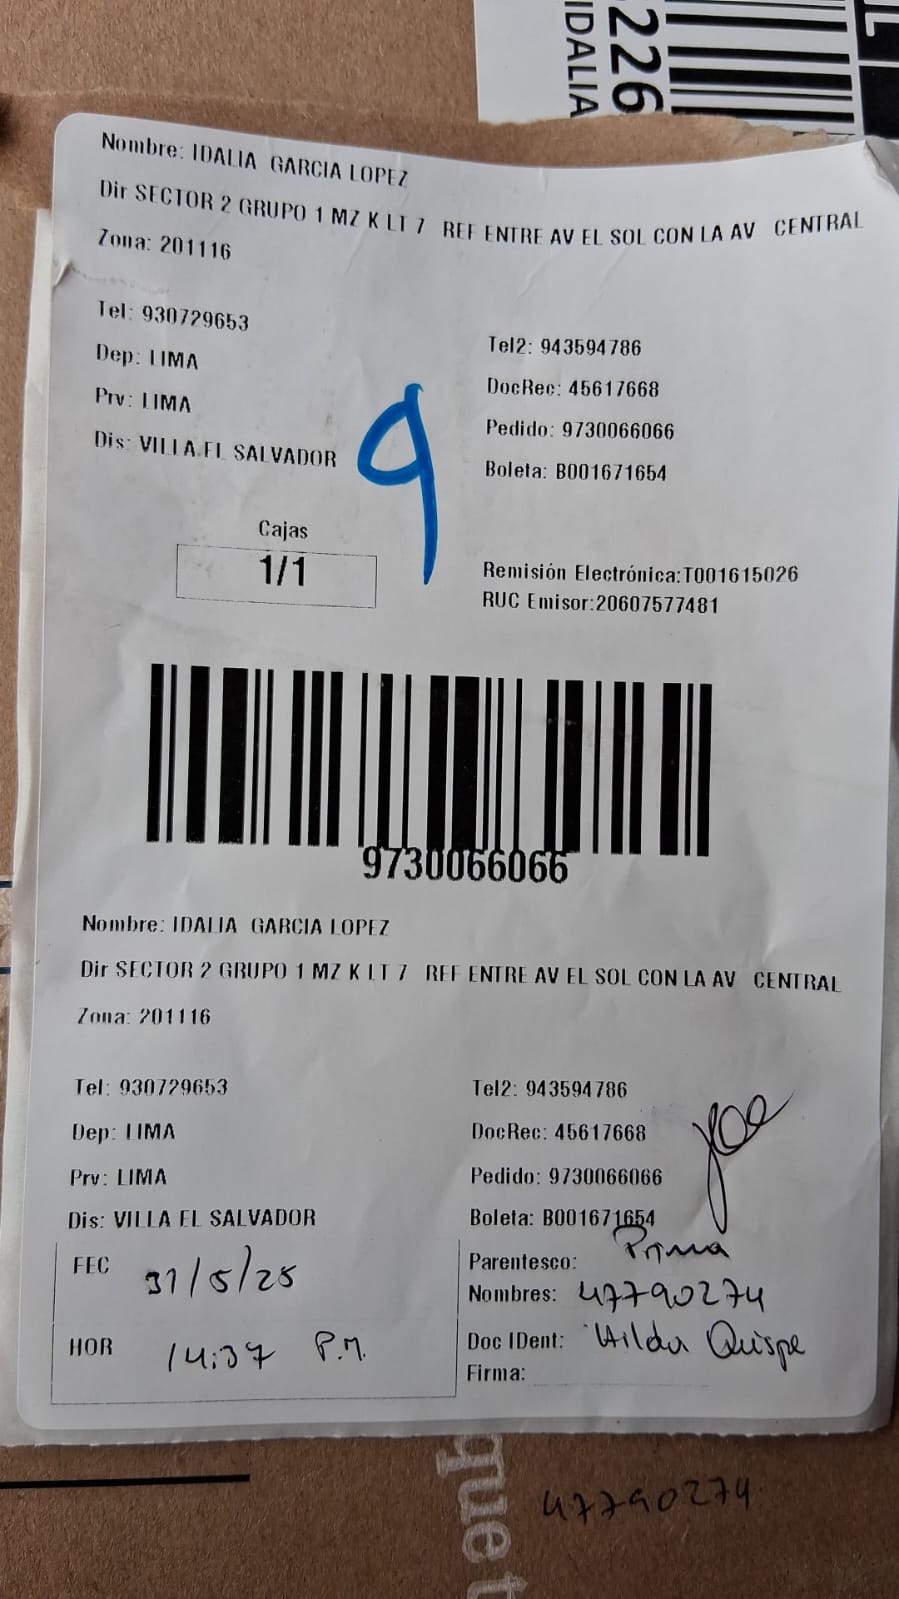 226
IDALIA
Nombre: IDALIA GARCIA LOPEZ
Dir SECTOR 2 GRUPO 1 MZ K LT 7 REF ENTRE AV EL SOL CON LA AV CENTRAL
Zona: 201116
Tel: 930729653
Tel2: 943594786
Dep: LIMA
DocRec: 45617668
Prv: LIMA
Pedido: 9730066066
Dis: VILLA EL SALVADOR
Boleta: B001671654
9
Cajas
1/1
Remisión Electrónica:T001615026
RUC Emisor:20607577481
9730066066
Nombre: IDALIA GARCIA LOPEZ
Dir SECTOR 2 GRUPO 1 MZ K LT 7 REF ENTRE AV EL SOL CON LA AV CENTRAL
Zona: 201116
Tel: 930729653
Tel2: 943594786
Dep: LIMA
DocRec: 45617668
Prv: LIMA
Pedido: 9730066066
Dis: VILLA EL SALVADOR
Boleta: B001671654
FEC 31/5/25
Parentesco: Prima
Nombres: 47790274
HOR 14:37 P.M.
Doc IDent: Hilda Quispe
Firma:
que
47790274